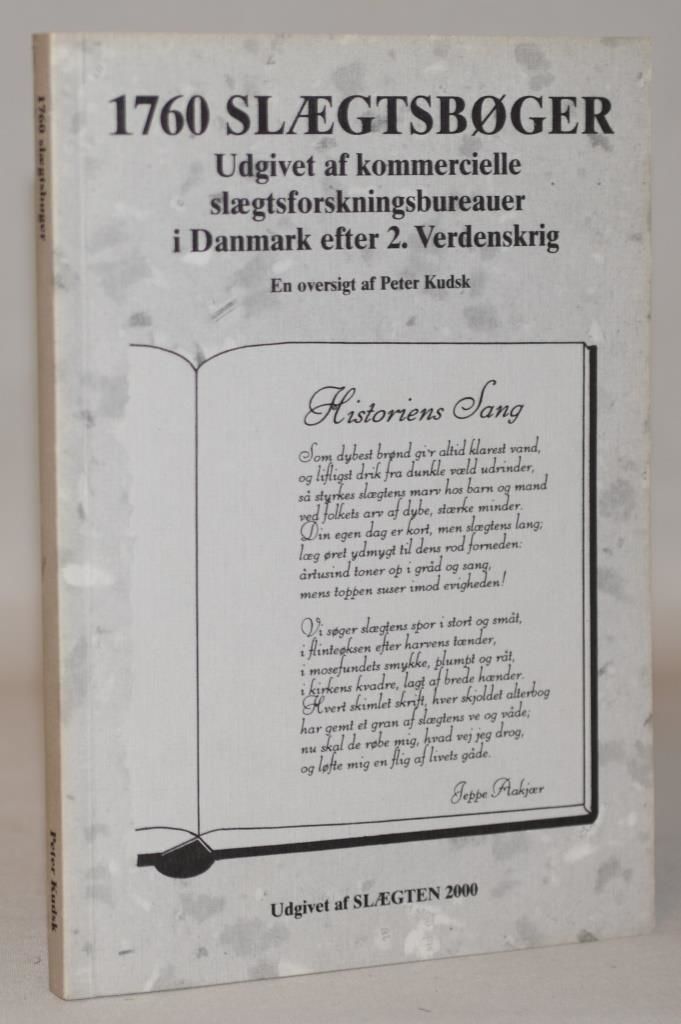 1760 slægtsbøger
Peter Kudsk
1760 SLÆGTSBØGER
Udgivet af kommercielle
slægtsforskningsbureauer
i Danmark efter 2. Verdenskrig
En oversigt af Peter Kudsk
Historiens Sang
Som dybest brønd gi'r altid klarest vand,
og lifligst drik fra dunkle væld udrinder,
så styrkes slægtens marv hos barn og mand
ved folkets arv af dybe, stærke minder.
Din egen dag er kort, men slægtens lang;
læg øret ydmygt til dens rod forneden:
årtusind toner op i gråd og sang,
mens toppen suser imod evigheden!
Vi søger slægtens spor i stort og småt,
i flinteøksen efter harvens tænder,
i mosefundets smykke, plumpt og råt,
i kirkens kvadre, lagt af brede hænder.
Hvert skimlet skrift, hver skjoldet alterbog
har gemt et gran af slægtens ve og våde;
nu skal de røbe mig, hvad vej jeg drog,
og løfte mig en flig af livets gåde.
Jeppe Aakjær
Udgivet af SLÆGTEN 2000